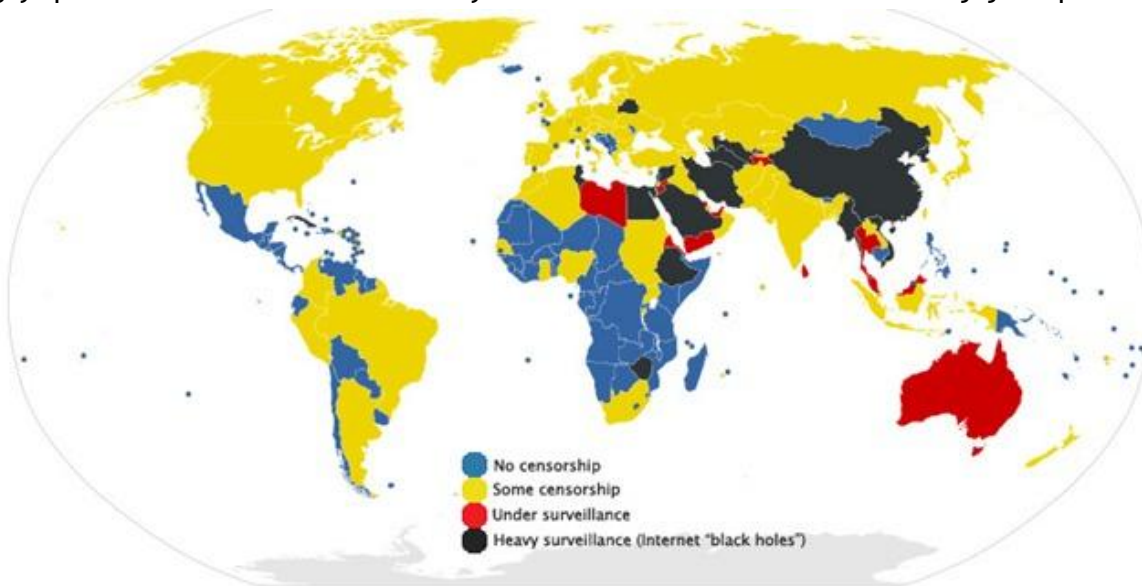 No censorship
Some censorship
Under surveillance
Heavy surveillance (Internet "black holes")